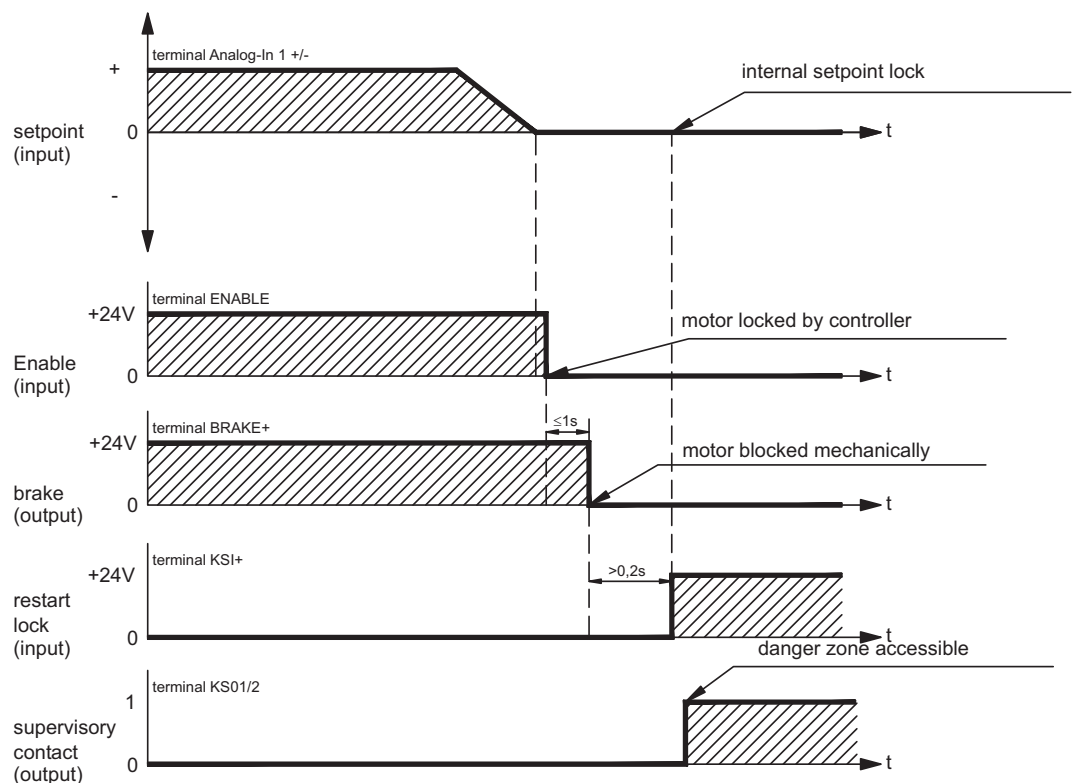 terminal Analog-In 1 +/-
internal setpoint lock
+
setpoint
(input)
0
t
-
terminal ENABLE
+24V
motor locked by controller
Enable
(input)
0
t
terminal BRAKE+
≤1s
+24V
motor blocked mechanically
brake
(output)
0
t
terminal KSI+
+24V
>0,2s
restart
lock
(input)
0
t
danger zone accessible
terminal KS01/2
1
supervisory
contact
(output)
0
t